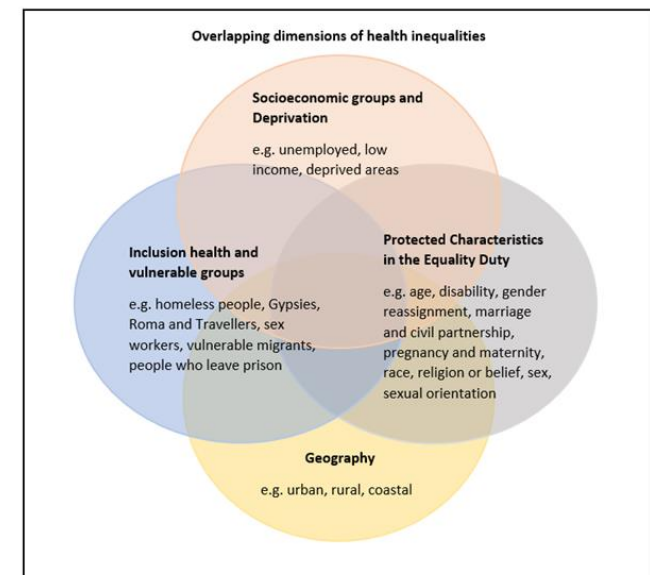 Overlapping dimensions of health inequalities
Socioeconomic groups and
Deprivation
e.g. unemployed, low
income, deprived areas
Inclusion health and
vulnerable groups
e.g. homeless people, Gypsies,
Roma and Travellers, sex
workers, vulnerable migrants,
people who leave prison
Protected Characteristics
in the Equality Duty
e.g. age, disability, gender
reassignment, marriage
and civil partnership,
pregnancy and maternity,
race, religion or belief, sex,
sexual orientation
Geography
e.g. urban, rural, coastal